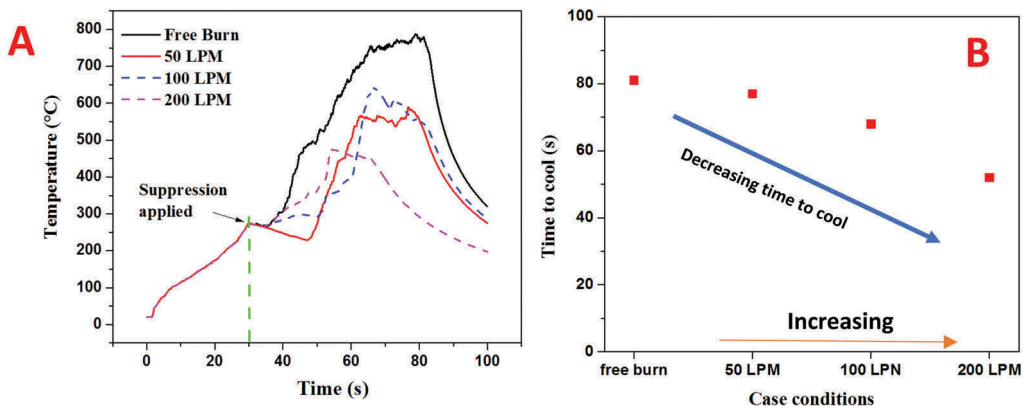 A
Temperature (°C)
800
700
600
500
400
300
200
100
0
Free Burn
50 LPM
100 LPM
200 LPM
Suppression
applied
0
20
40
60
80
100
Time (s)
B
Time to cool (s)
100
80
60
40
20
0
Decreasing time to cool
Increasing
free burn
50 LPM
100 LPN
200 LPM
Case conditions